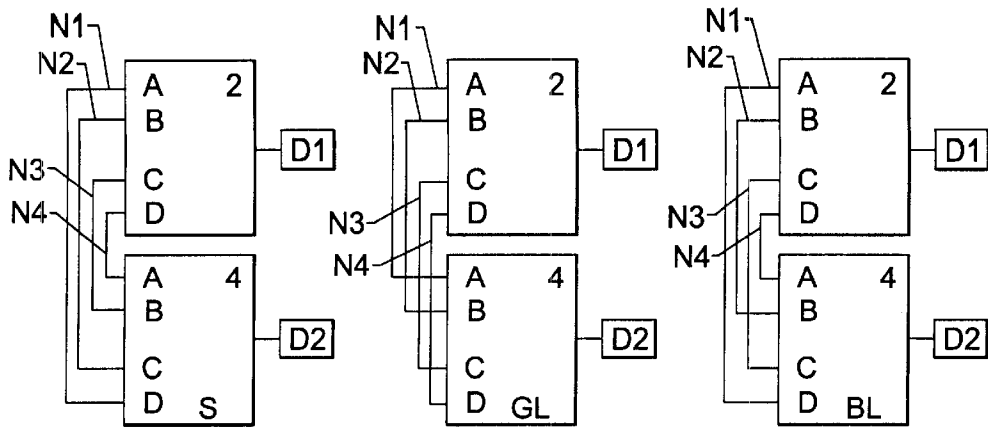 N1 N1 N1
N2 N2 N2
A 2 A 2 A 2
B B B
D1 D1 D1
N3 C C C
N4 D N3 D N3 D
N4 N4
A 4 A 4 A 4
B B B
D2 D2 D2
C C C
D S D GL D BL